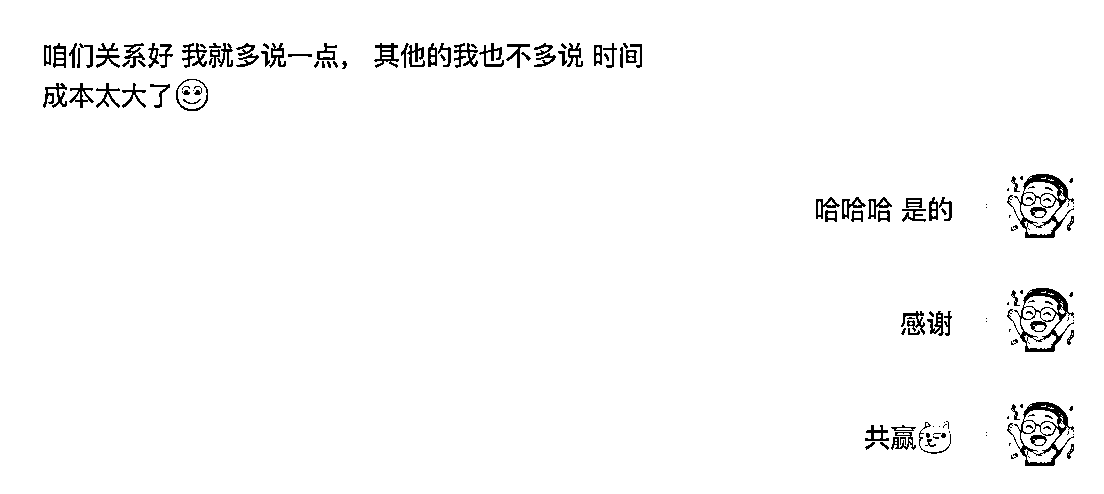 咱们关系好 我就多说一点， 其他的我也不多说 时间
成本太大了
哈哈哈 是的
感谢
共赢